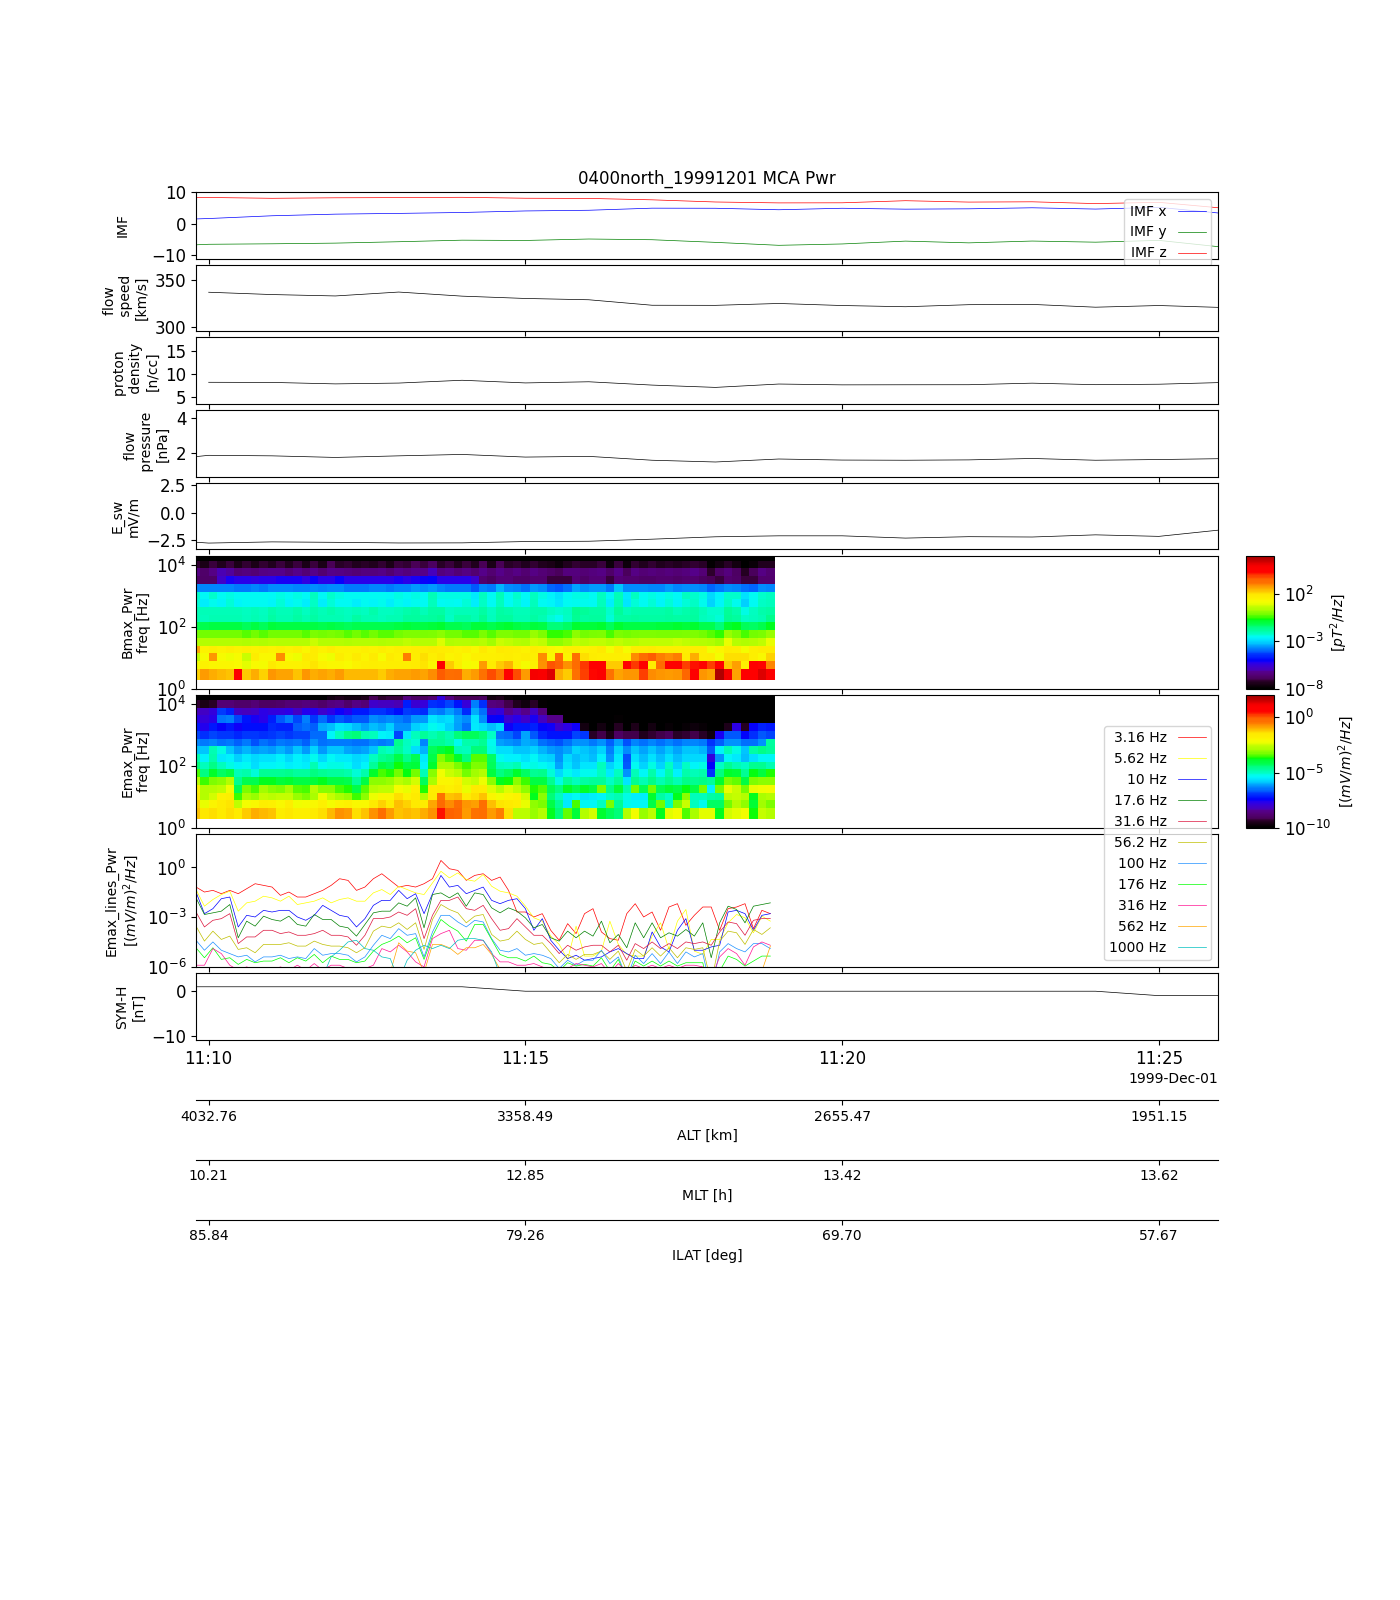 0400north_19991201 MCA Pwr
10
0
−10
IMF
IMF x
IMF y
IMF z
350
300
flow
speed
[km/s]
15
10
5
proton
density
[n/cc]
4
2
flow
pressure
[nPa]
2.5
0.0
−2.5
E_sw
mV/m
10^4
10^2
10^0
Bmax_Pwr
freq [Hz]
10^2
10^−3
10^−8
[pT^2/Hz]
10^4
10^2
10^0
Emax_Pwr
freq [Hz]
10^0
10^−5
10^−10
[(mV/m)^2/Hz]
3.16 Hz
5.62 Hz
10 Hz
17.6 Hz
31.6 Hz
56.2 Hz
100 Hz
176 Hz
316 Hz
562 Hz
1000 Hz
10^0
10^−3
10^−6
Emax_lines_Pwr
[(mV/m)^2/Hz]
0
−10
SYM-H
[nT]
11:10 11:15 11:20 11:25
1999-Dec-01
4032.76 3358.49 2655.47 1951.15
ALT [km]
10.21 12.85 13.42 13.62
MLT [h]
85.84 79.26 69.70 57.67
ILAT [deg]